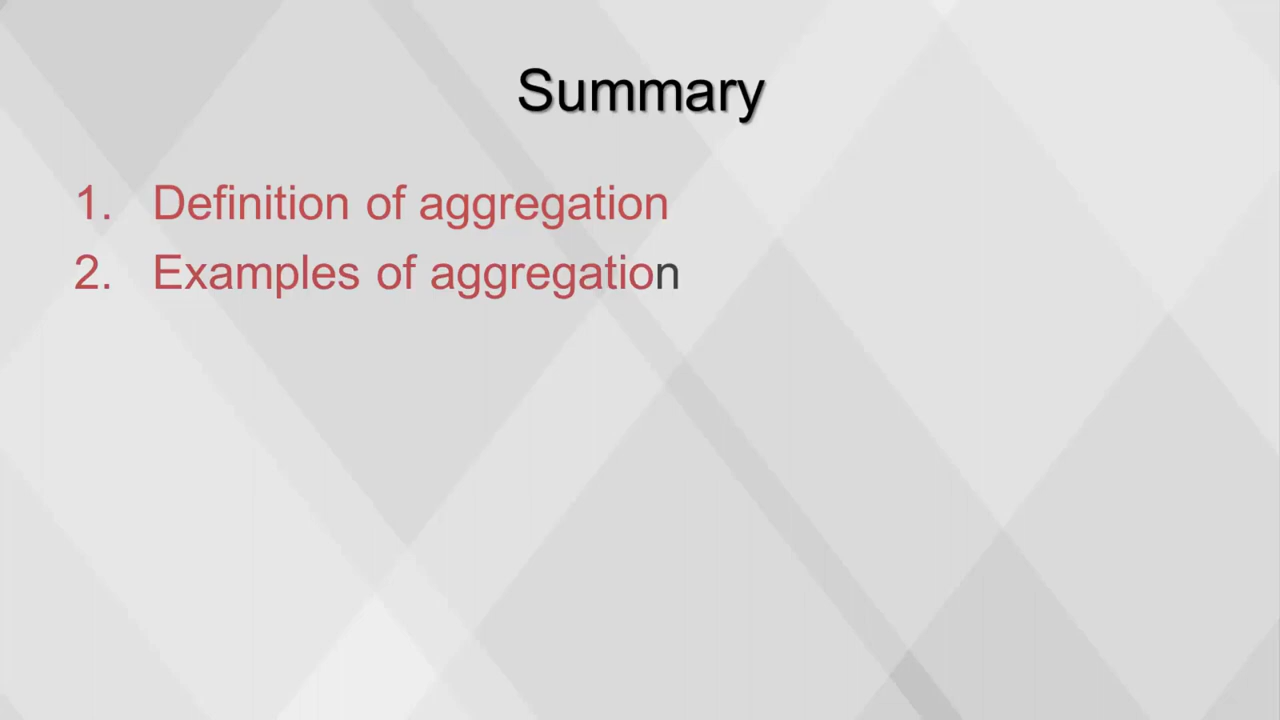 Summary
1. Definition of aggregation
2. Examples of aggregation